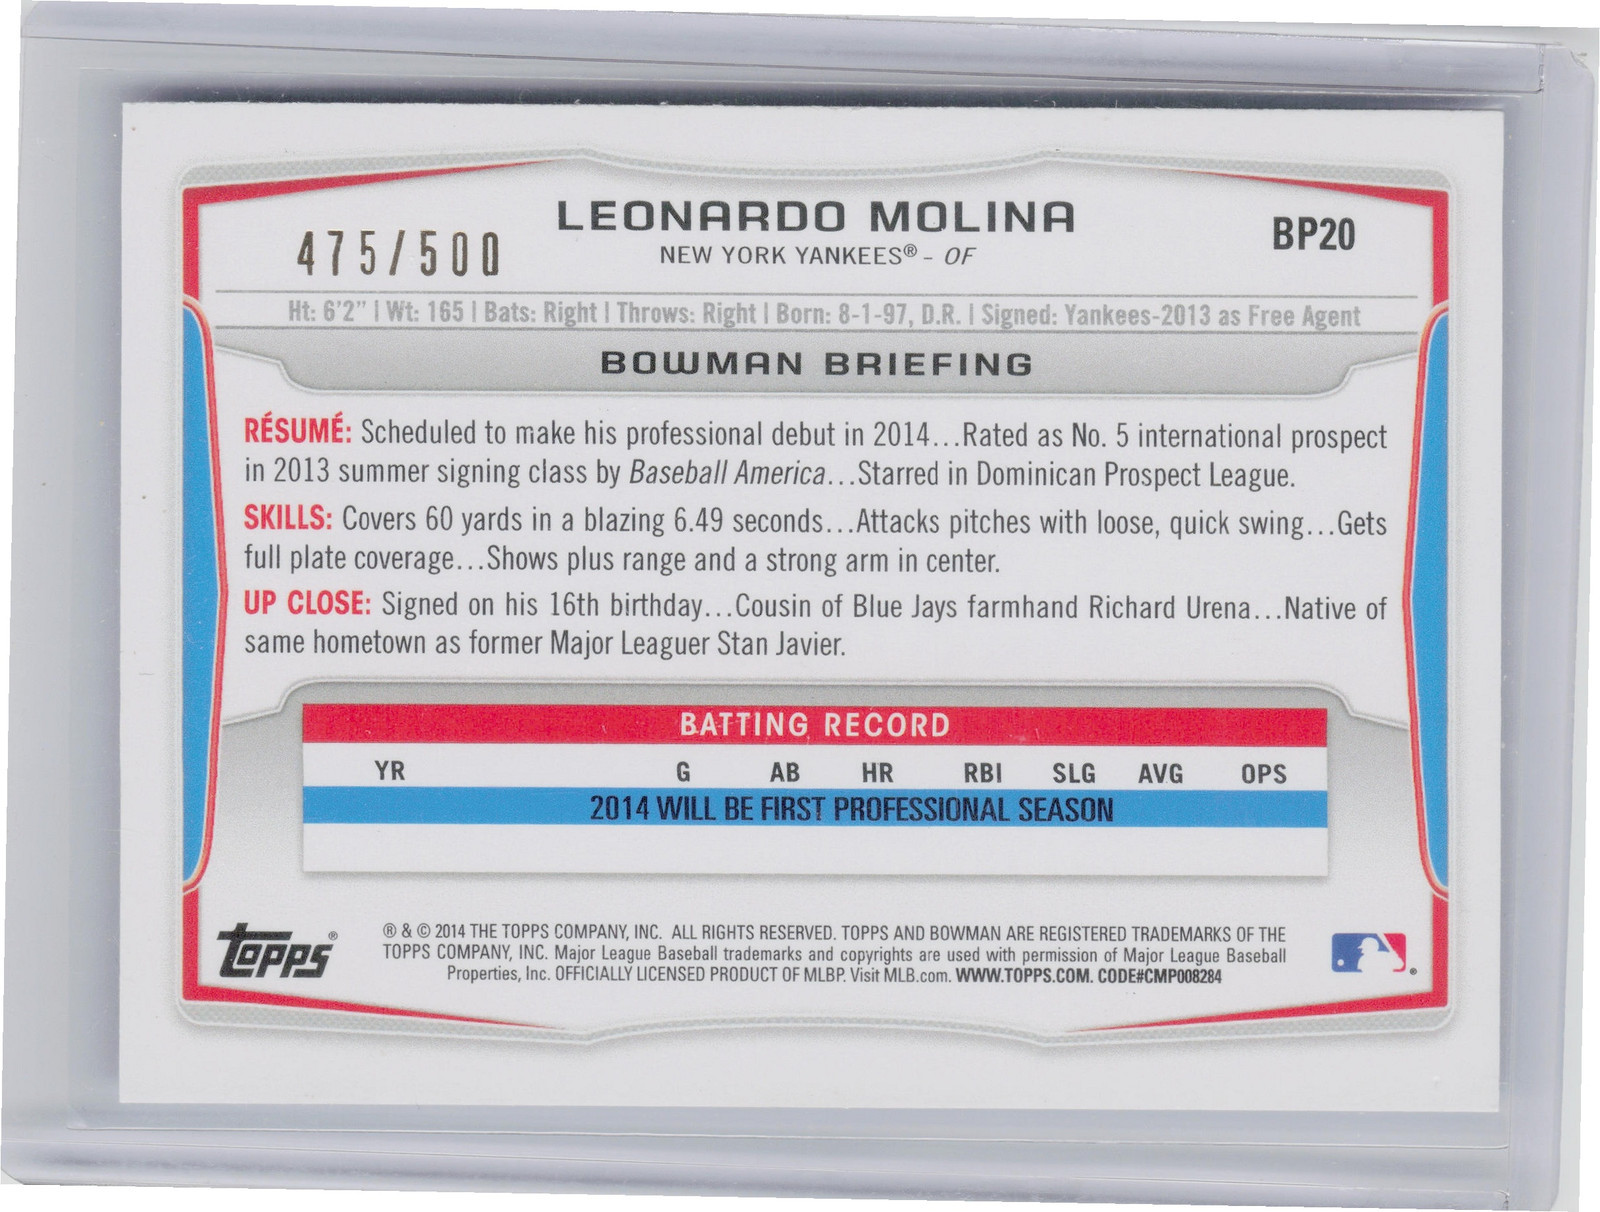 LEONARDO MOLINA
475/500
BP20
NEW YORK YANKEES® - OF
Ht: 6'2" | Wt: 165 | Bats: Right | Throws: Right | Born: 8-1-97, D.R. | Signed: Yankees-2013 as Free Agent
BOWMAN BRIEFING
RÉSUMÉ: Scheduled to make his professional debut in 2014...Rated as No. 5 international prospect
in 2013 summer signing class by Baseball America...Starred in Dominican Prospect League.
SKILLS: Covers 60 yards in a blazing 6.49 seconds...Attacks pitches with loose, quick swing...Gets
full plate coverage...Shows plus range and a strong arm in center.
UP CLOSE: Signed on his 16th birthday...Cousin of Blue Jays farmhand Richard Urena...Native of
same hometown as former Major Leaguer Stan Javier.
BATTING RECORD
YR G AB HR RBI SLG AVG OPS
2014 WILL BE FIRST PROFESSIONAL SEASON
topps®
® & © 2014 THE TOPPS COMPANY, INC. ALL RIGHTS RESERVED. TOPPS AND BOWMAN ARE REGISTERED TRADEMARKS OF THE
TOPPS COMPANY, INC. Major League Baseball trademarks and copyrights are used with permission of Major League Baseball
Properties, Inc. OFFICIALLY LICENSED PRODUCT OF MLBP. Visit MLB.com. WWW.TOPPS.COM. CODE#CMP008284